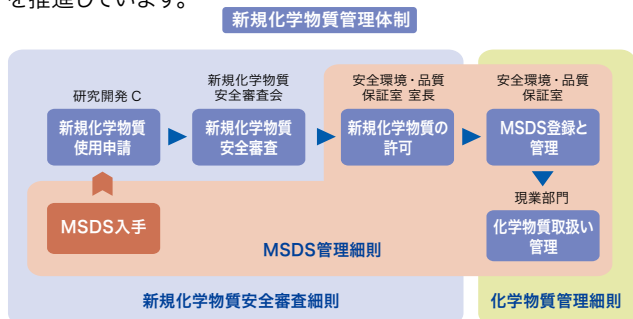 を推進しています。
新規化学物質管理体制
研究開発 C
新規化学物質
使用申請
新規化学物質
安全審査会
新規化学物質
安全審査
安全環境・品質
保証室 室長
新規化学物質の
許可
安全環境・品質
保証室
MSDS登録と
管理
現業部門
化学物質取扱い
管理
MSDS入手
MSDS管理細則
新規化学物質安全審査細則
化学物質管理細則